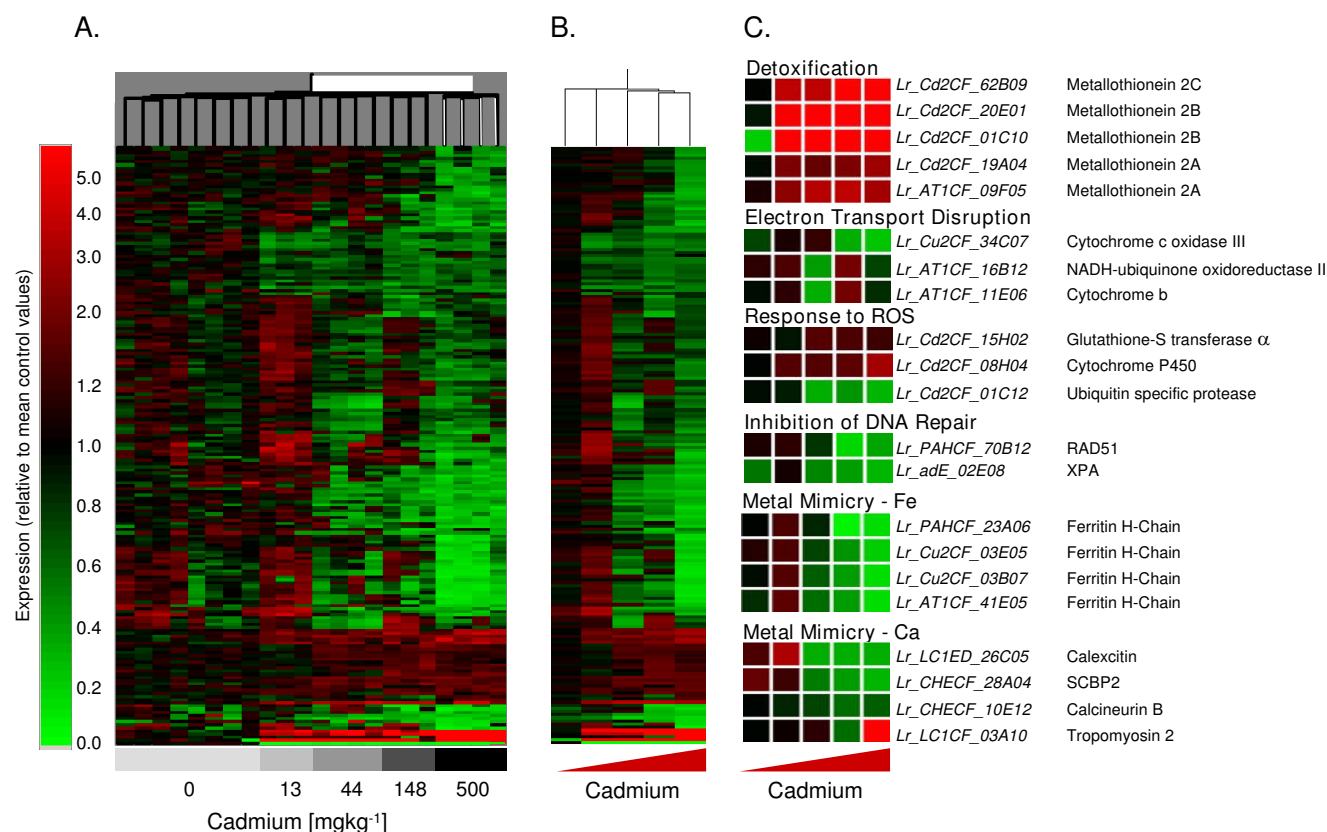 A.
B.
C.
Expression (relative to mean control values)
5.0
4.0
3.0
2.0
1.2
1.0
0.8
0.6
0.4
0.2
0.0
0 13 44 148 500
Cadmium [mgkg-1]
Cadmium
Detoxification
Lr_Cd2CF_62B09 Metallothionein 2C
Lr_Cd2CF_20E01 Metallothionein 2B
Lr_Cd2CF_01C10 Metallothionein 2B
Lr_Cd2CF_19A04 Metallothionein 2A
Lr_AT1CF_09F05 Metallothionein 2A
Electron Transport Disruption
Lr_Cu2CF_34C07 Cytochrome c oxidase III
Lr_AT1CF_16B12 NADH-ubiquinone oxidoreductase II
Lr_AT1CF_11E06 Cytochrome b
Response to ROS
Lr_Cd2CF_15H02 Glutathione-S transferase α
Lr_Cd2CF_08H04 Cytochrome P450
Lr_Cd2CF_01C12 Ubiquitin specific protease
Inhibition of DNA Repair
Lr_PAHCF_70B12 RAD51
Lr_adE_02E08 XPA
Metal Mimicry - Fe
Lr_PAHCF_23A06 Ferritin H-Chain
Lr_Cu2CF_03E05 Ferritin H-Chain
Lr_Cu2CF_03B07 Ferritin H-Chain
Lr_AT1CF_41E05 Ferritin H-Chain
Metal Mimicry - Ca
Lr_LC1ED_26C05 Calexcitin
Lr_CHECF_28A04 SCBP2
Lr_CHECF_10E12 Calcineurin B
Lr_LC1CF_03A10 Tropomyosin 2
Cadmium